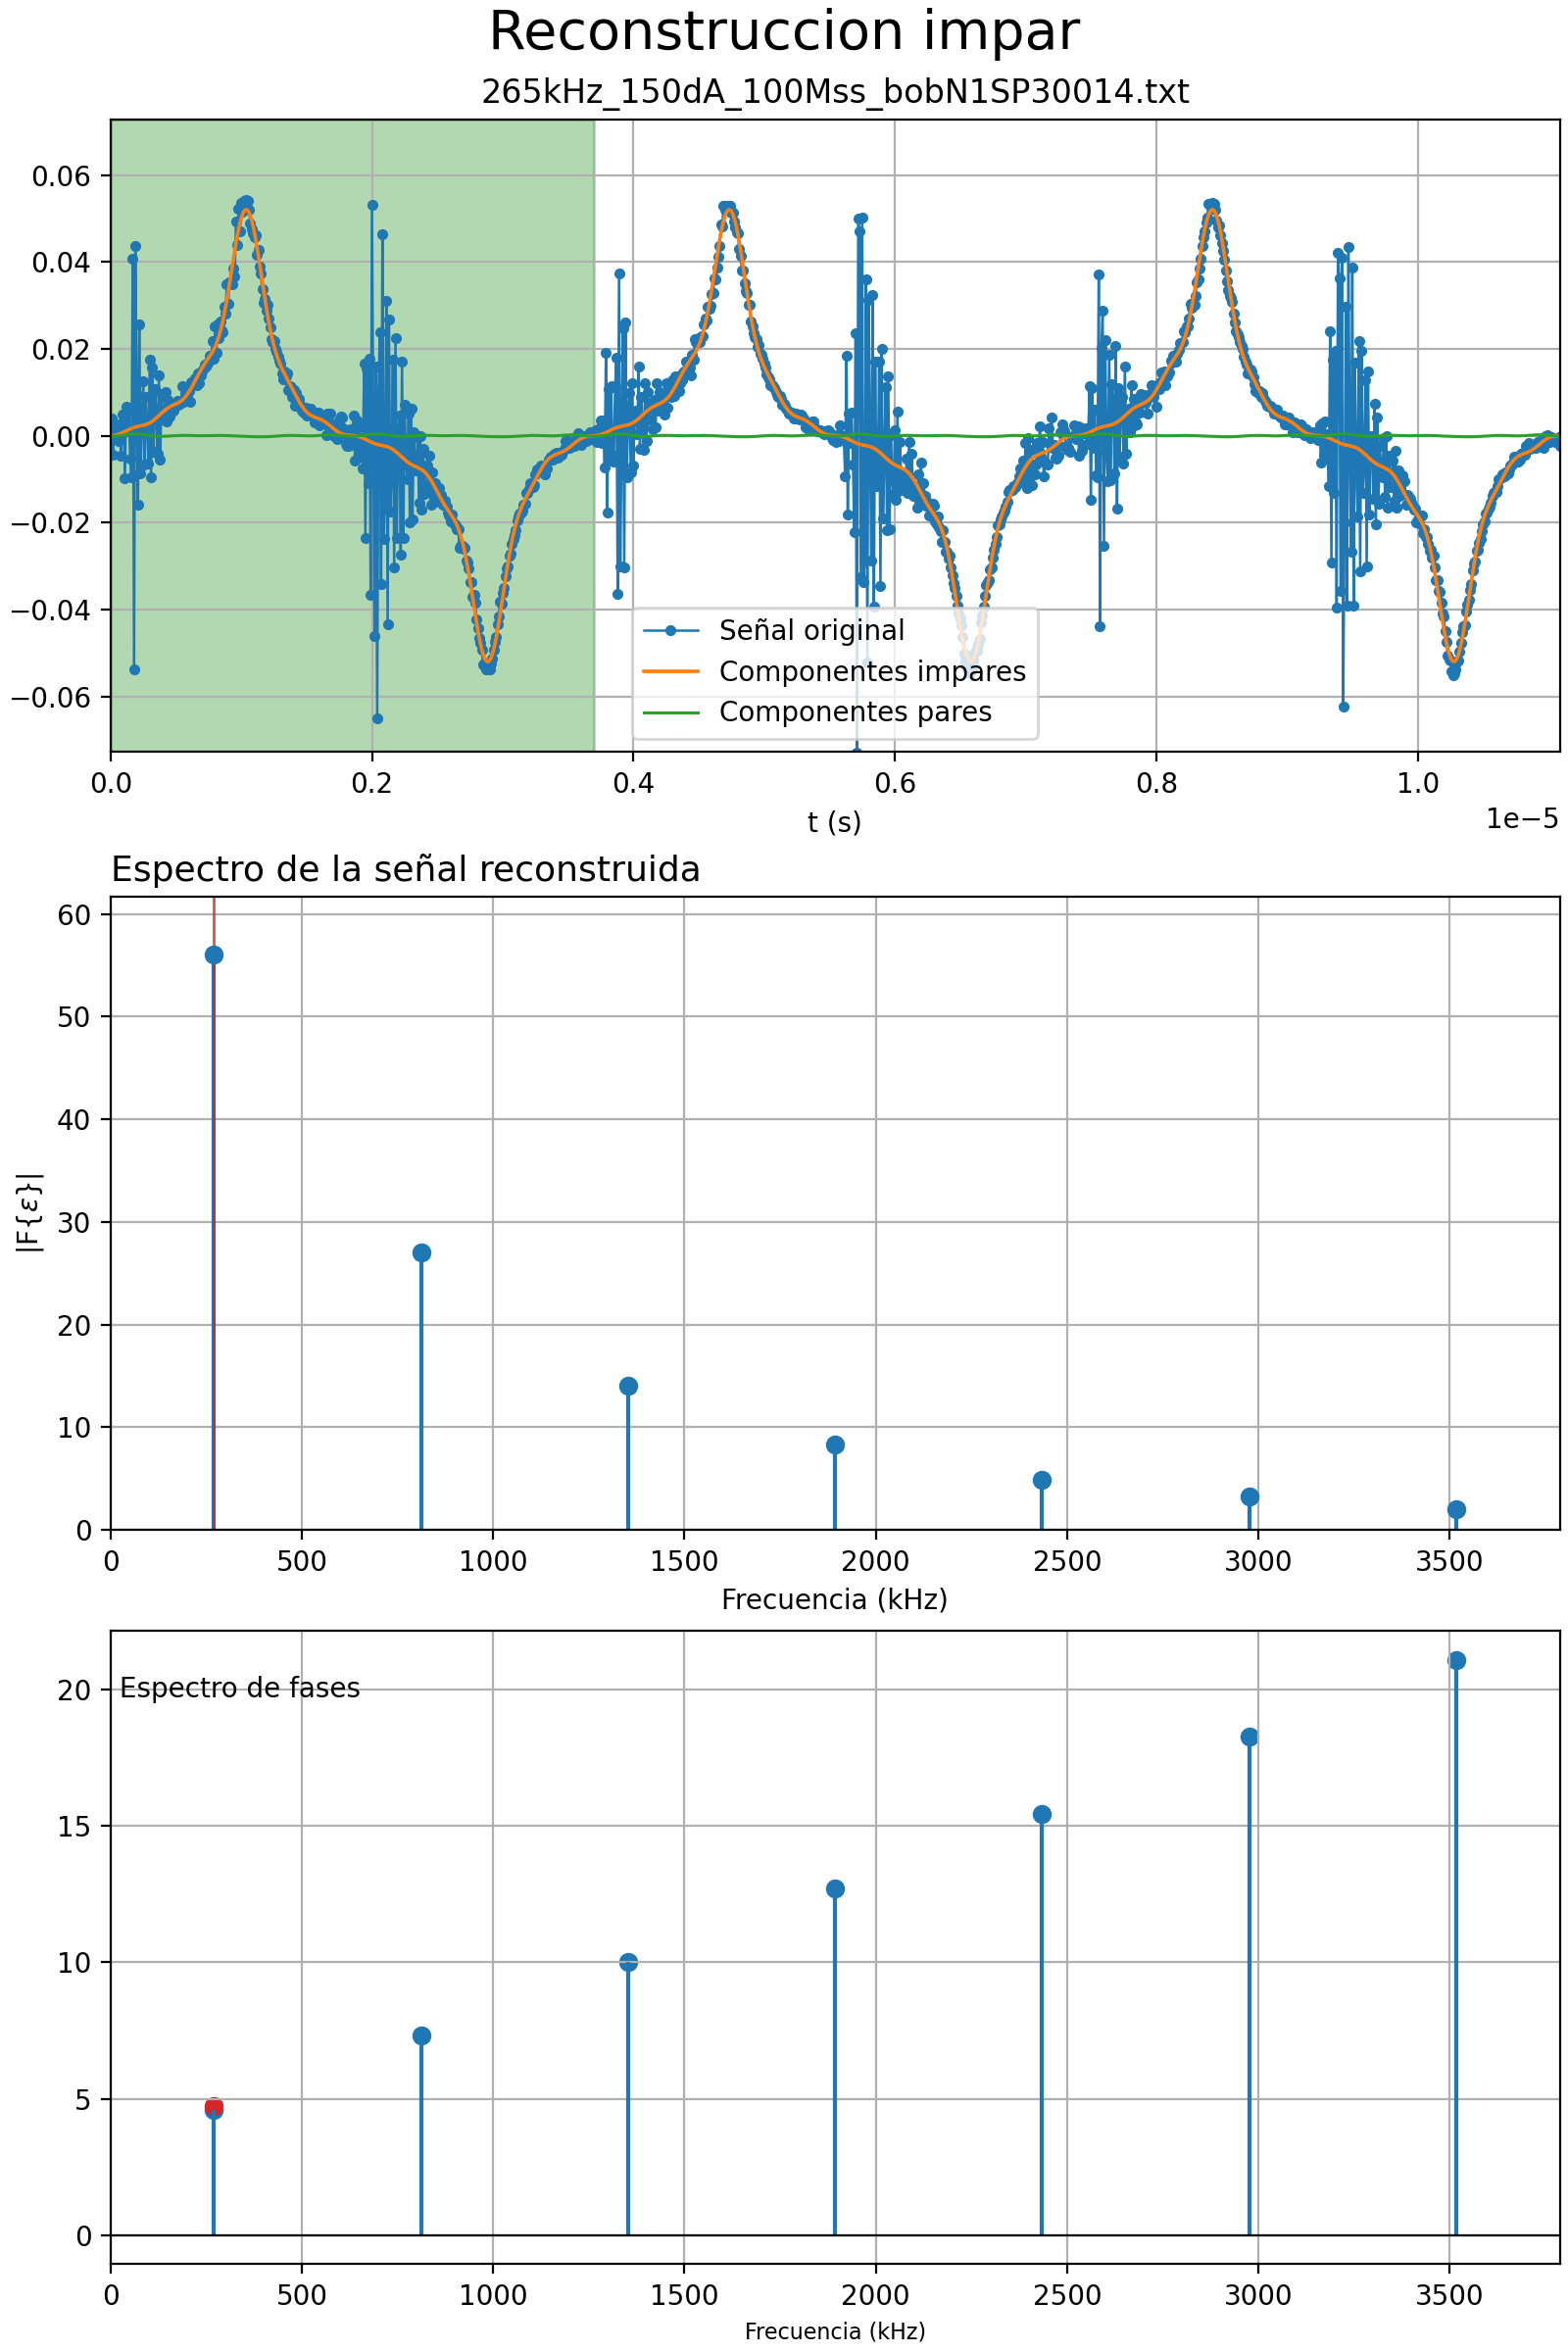 Reconstruccion impar
265kHz_150dA_100Mss_bobN1SP30014.txt
0.06
0.04
0.02
0.00
−0.02
−0.04
−0.06
Señal original
Componentes impares
Componentes pares
0.0 0.2 0.4 0.6 0.8 1.0
1e−5
t (s)
Espectro de la señal reconstruida
60
50
40
30
20
10
0
|F{ε}|
0 500 1000 1500 2000 2500 3000 3500
Frecuencia (kHz)
Espectro de fases
20
15
10
5
0
0 500 1000 1500 2000 2500 3000 3500
Frecuencia (kHz)